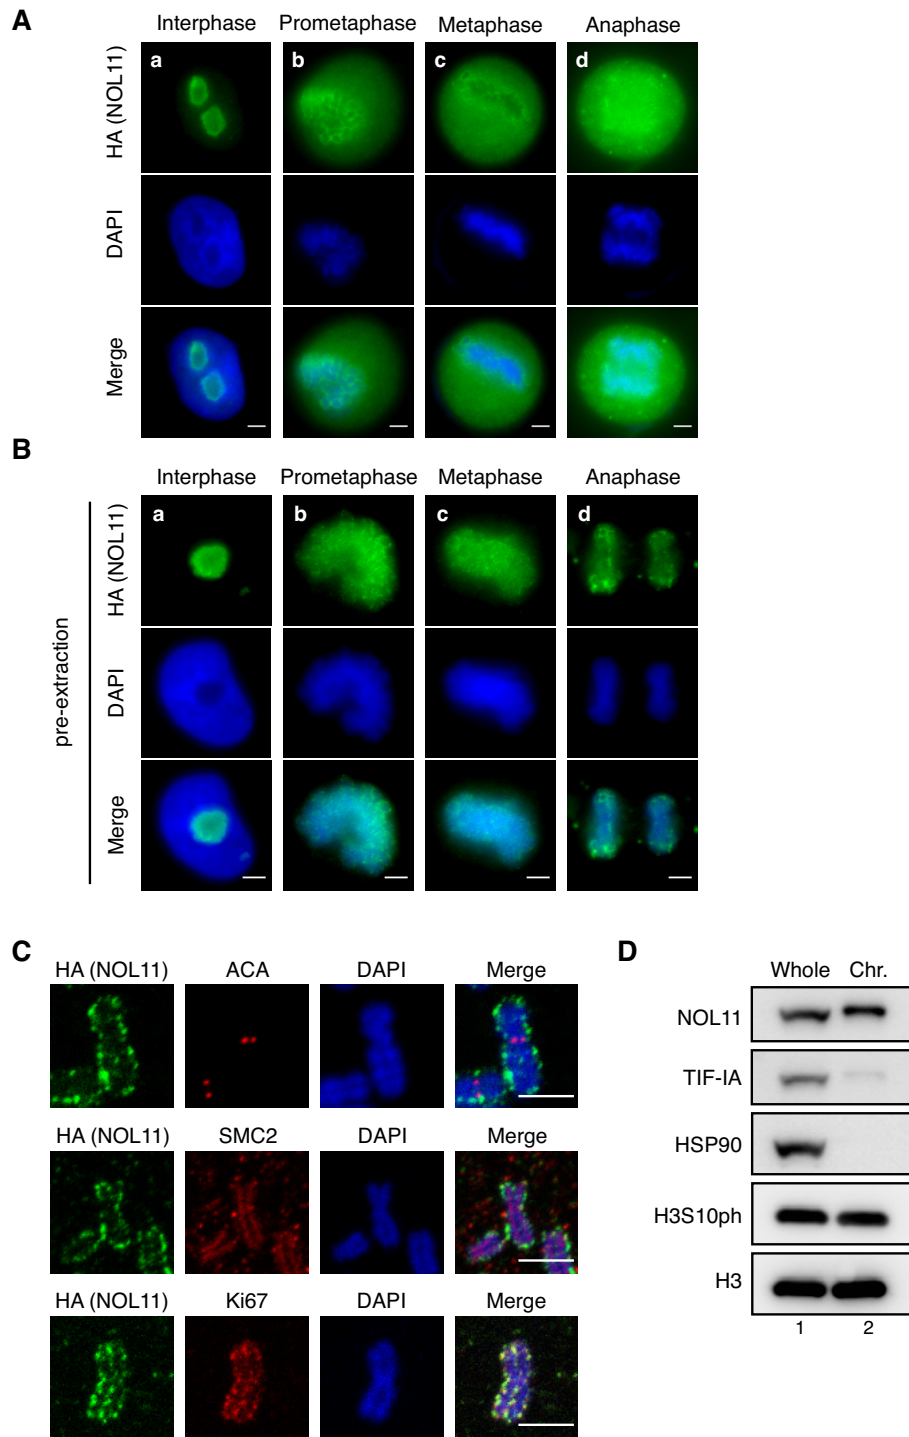 A
Interphase Prometaphase Metaphase Anaphase
HA (NOL11)
a b c d
DAPI
Merge
B
Interphase Prometaphase Metaphase Anaphase
pre-extraction
HA (NOL11)
a b c d
DAPI
Merge
C
HA (NOL11) ACA DAPI Merge
HA (NOL11) SMC2 DAPI Merge
HA (NOL11) Ki67 DAPI Merge
D
Whole Chr.
NOL11
TIF-IA
HSP90
H3S10ph
H3
1 2